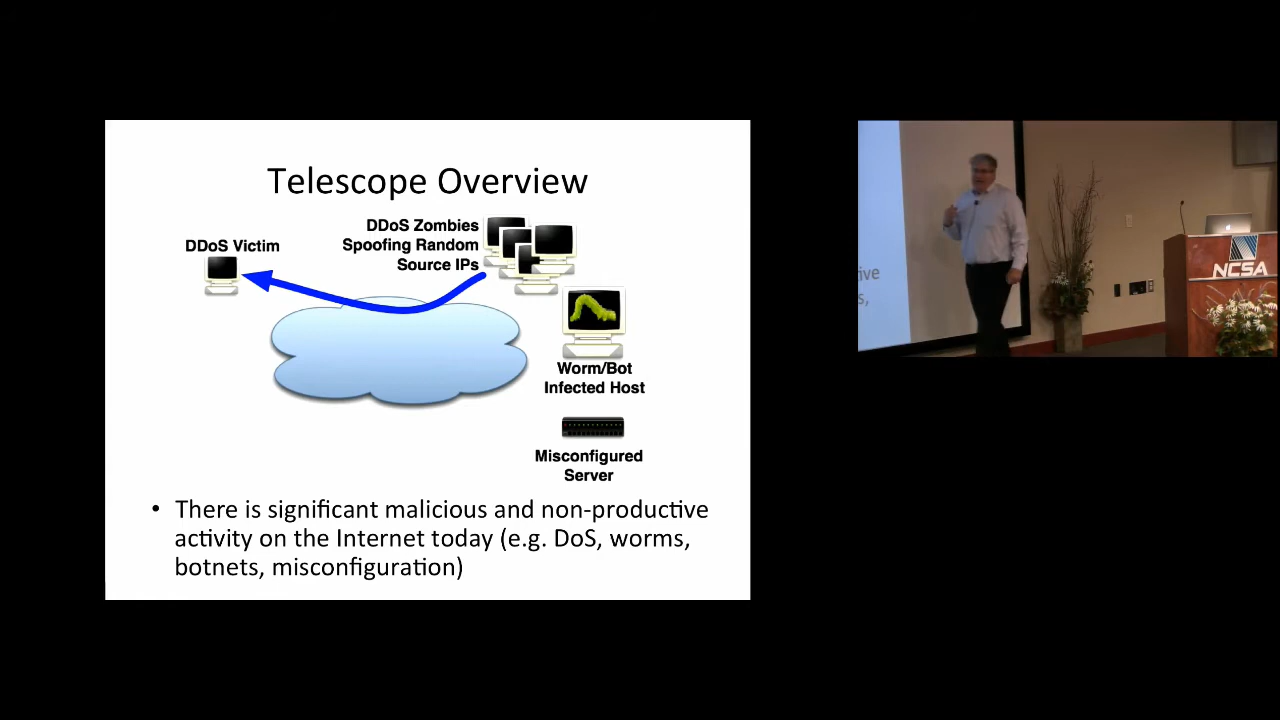 Telescope Overview
DDoS Victim
DDoS Zombies
Spoofing Random
Source IPs
Worm/Bot
Infected Host
Misconfigured
Server
• There is significant malicious and non-productive
activity on the Internet today (e.g. DoS, worms,
botnets, misconfiguration)
ive
s,
NCSA